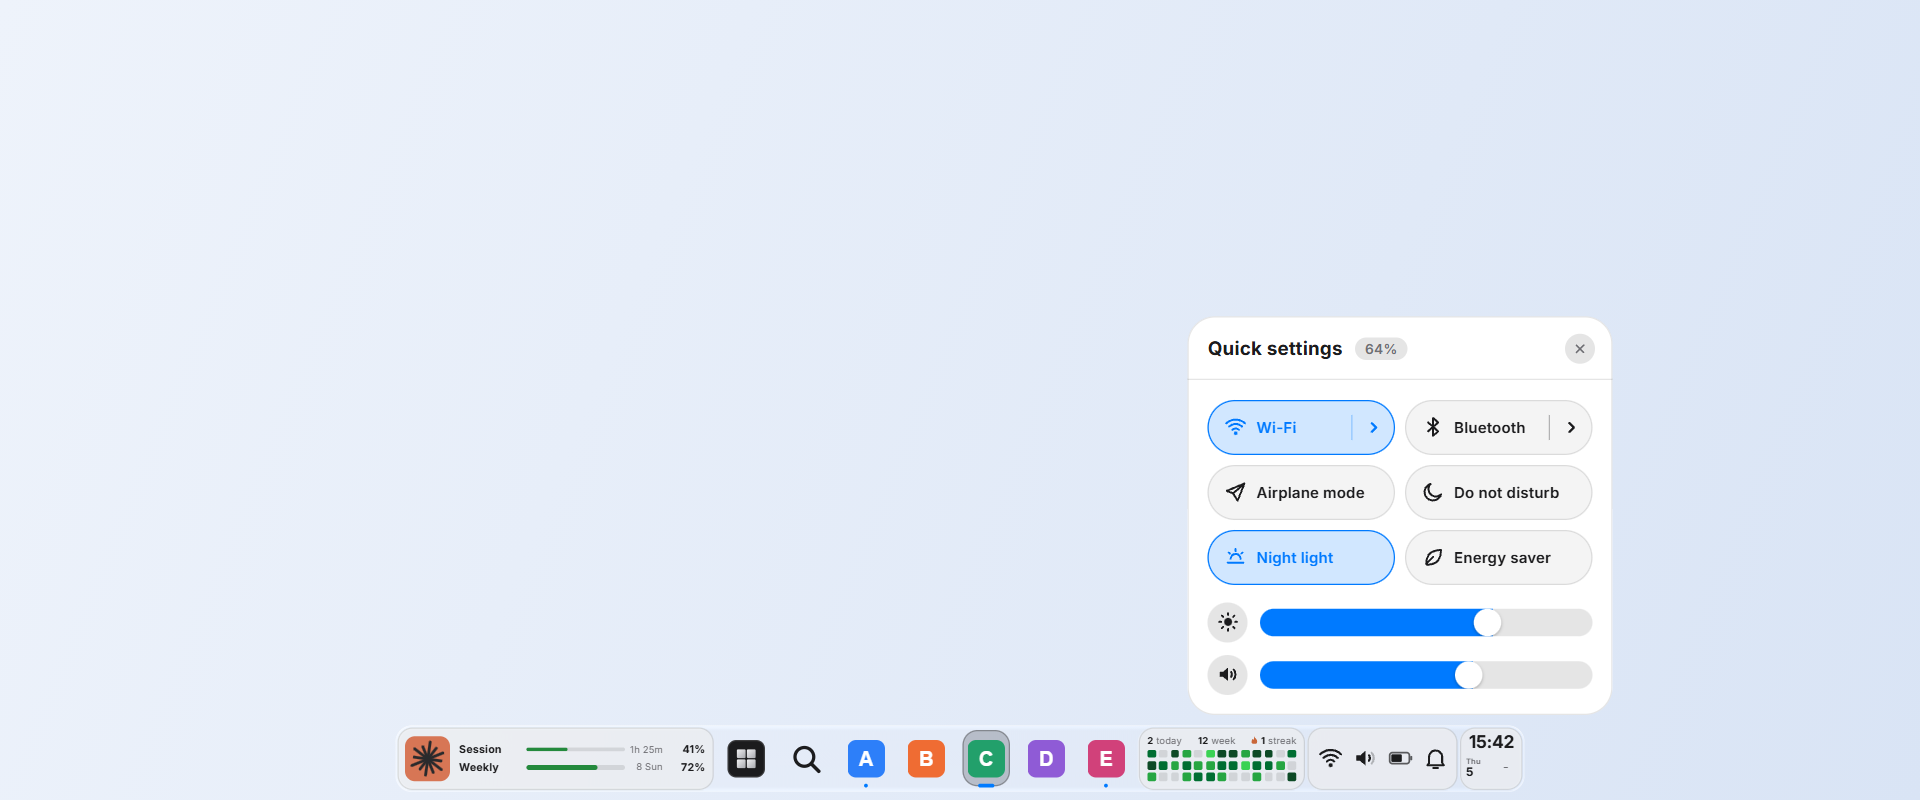 Quick settings 64%
Wi-Fi
Bluetooth
Airplane mode
Do not disturb
Night light
Energy saver
Session 1h 25m 41%
Weekly 8 Sun 72%
A
B
C
D
E
2 today 12 week 1 streak
15:42
Thu
5 –